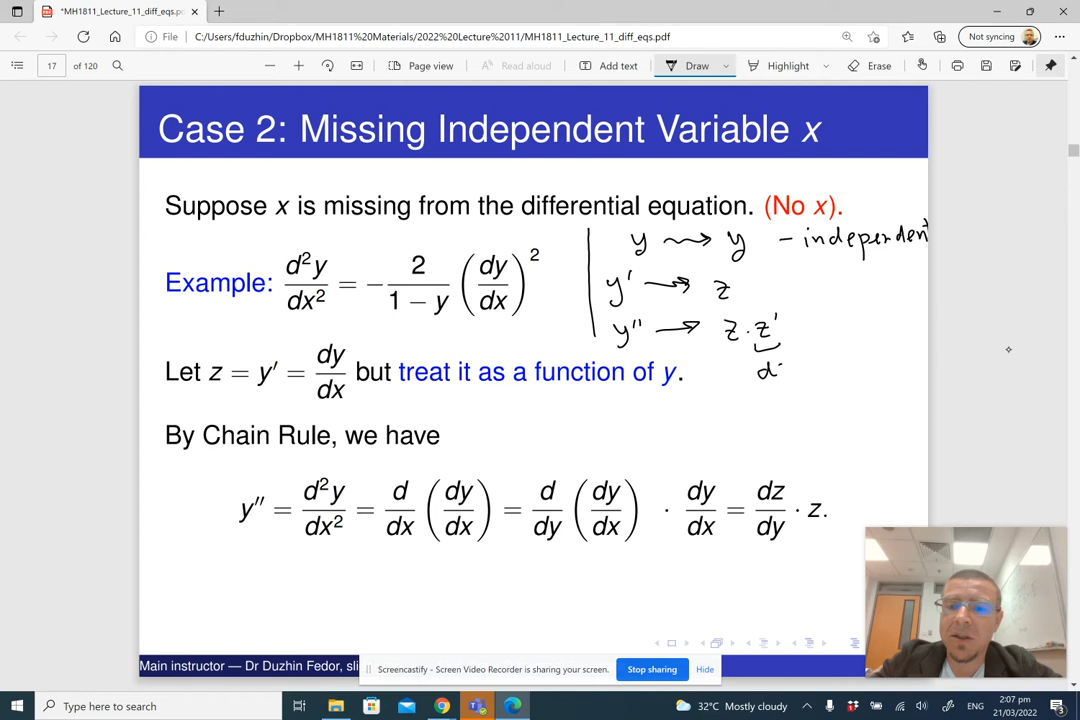 *MH1811_Lecture_11_diff_eqs.pd
File C:/Users/fduzhin/Dropbox/MH1811%20Materials/2022%20Lecture%2011/MH1811_Lecture_11_diff_eqs.pdf
Not syncing
17 of 120
Page view
Read aloud
Add text
Draw
Highlight
Erase
Case 2: Missing Independent Variable x
Suppose x is missing from the differential equation. (No x).
y → y – independent
Example: d²y/dx² = − 2/(1 − y) (dy/dx)²
y' → z
y'' → z · z'
d
Let z = y′ = dy/dx but treat it as a function of y.
By Chain Rule, we have
y″ = d²y/dx² = d/dx (dy/dx) = d/dy (dy/dx) · dy/dx = dz/dy · z.
Main instructor — Dr Duzhin Fedor, sli
Screencastify - Screen Video Recorder is sharing your screen.
Stop sharing
Hide
Type here to search
32°C Mostly cloudy
ENG
2:07 pm
21/03/2022
3